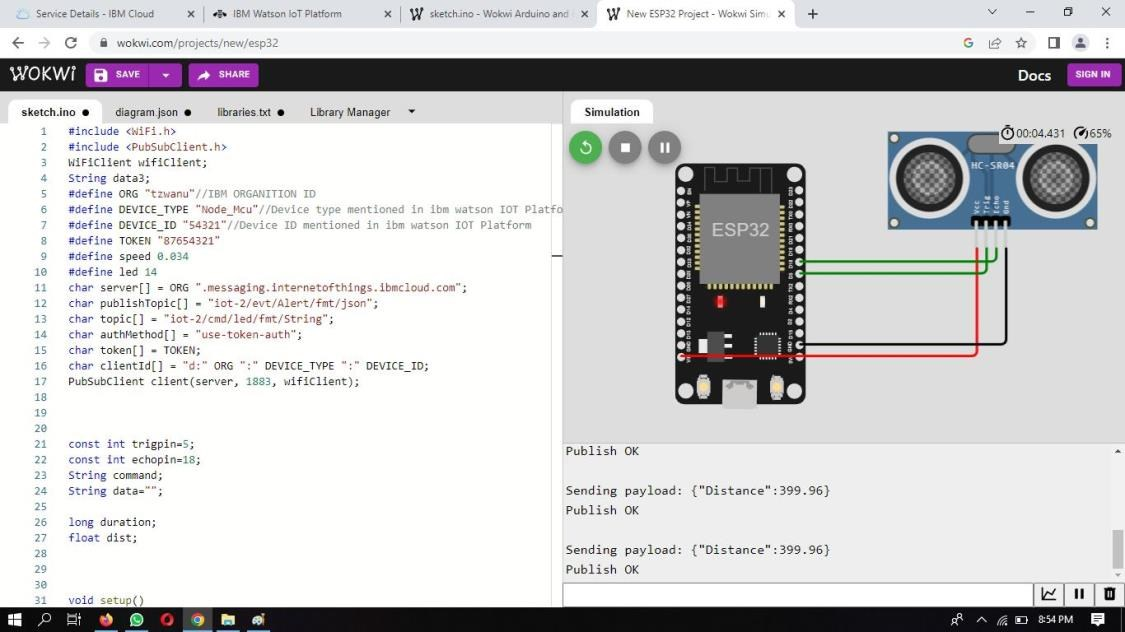 Service Details - IBM Cloud
IBM Watson IoT Platform
sketch.ino - Wokwi Arduino and
New ESP32 Project - Wokwi Simu
wokwi.com/projects/new/esp32
WOKWi
SAVE
SHARE
Docs
SIGN IN
sketch.ino
diagram.json
libraries.txt
Library Manager
1 #include <WiFi.h>
2 #include <PubSubClient.h>
3 WiFiClient wifiClient;
4 String data3;
5 #define ORG "tzwanu"//IBM ORGANITION ID
6 #define DEVICE_TYPE "Node_Mcu"//Device type mentioned in ibm watson IOT Platfo
7 #define DEVICE_ID "54321"//Device ID mentioned in ibm watson IOT Platform
8 #define TOKEN "87654321"
9 #define speed 0.034
10 #define led 14
11 char server[] = ORG ".messaging.internetofthings.ibmcloud.com";
12 char publishTopic[] = "iot-2/evt/Alert/fmt/json";
13 char topic[] = "iot-2/cmd/led/fmt/String";
14 char authMethod[] = "use-token-auth";
15 char token[] = TOKEN;
16 char clientId[] = "d:" ORG ":" DEVICE_TYPE ":" DEVICE_ID;
17 PubSubClient client(server, 1883, wifiClient);
18
19
20
21 const int trigpin=5;
22 const int echopin=18;
23 String command;
24 String data="";
25
26 long duration;
27 float dist;
28
29
30
31 void setup()
Simulation
00:04.431
65%
HC-SR04
Vcc
Trig
Echo
Gnd
ESP32
Publish OK
Sending payload: {"Distance":399.96}
Publish OK
Sending payload: {"Distance":399.96}
Publish OK
8:54 PM